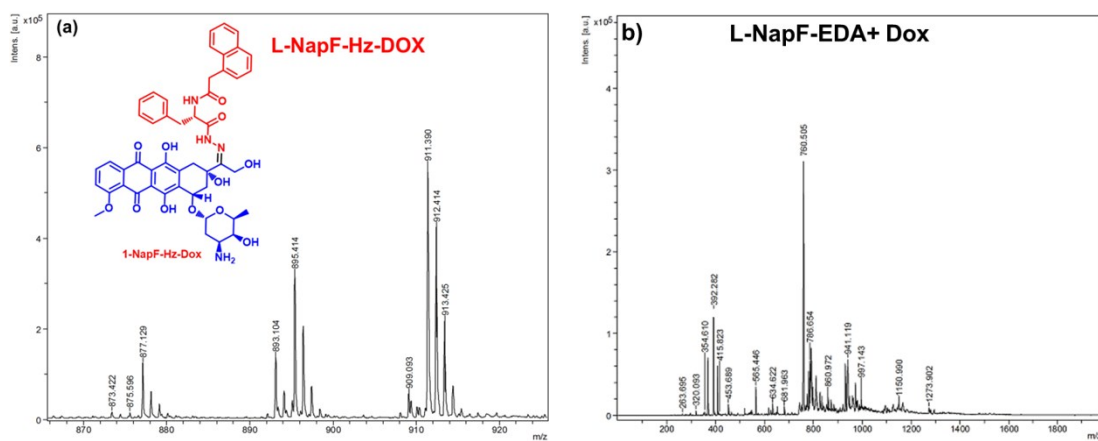 (a)
L-NapF-Hz-DOX
Intens. [a.u.]
x10⁵
8
6
4
2
0
HN
O
O
HN-N
O
OH
OH
OH
O
O
OH
H
O
O
OH
NH₂
1-NapF-Hz-Dox
873.422
875.596
877.129
893.104
895.414
909.093
911.390
912.414
913.425
870
880
890
900
910
920
m/z
b)
L-NapF-EDA+ Dox
Intens. [a.u.]
x10⁵
4
3
2
1
0
263.695
320.093
354.610
392.282
415.823
453.689
565.446
634.622
681.963
760.505
786.654
860.972
941.119
997.143
1150.990
1273.902
200
400
600
800
1000
1200
1400
1600
1800
m/z